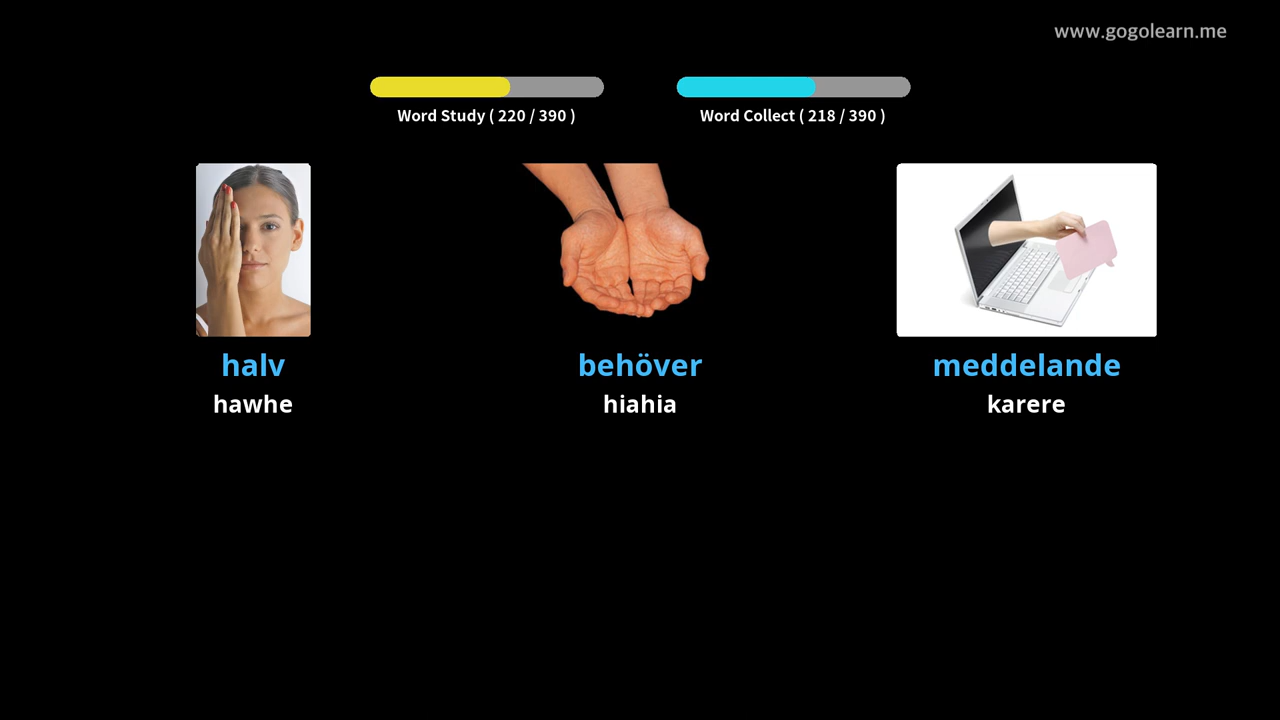 www.gogolearn.me
Word Study ( 220 / 390 )
Word Collect ( 218 / 390 )
halv
behöver
meddelande
hawhe
hiahia
karere